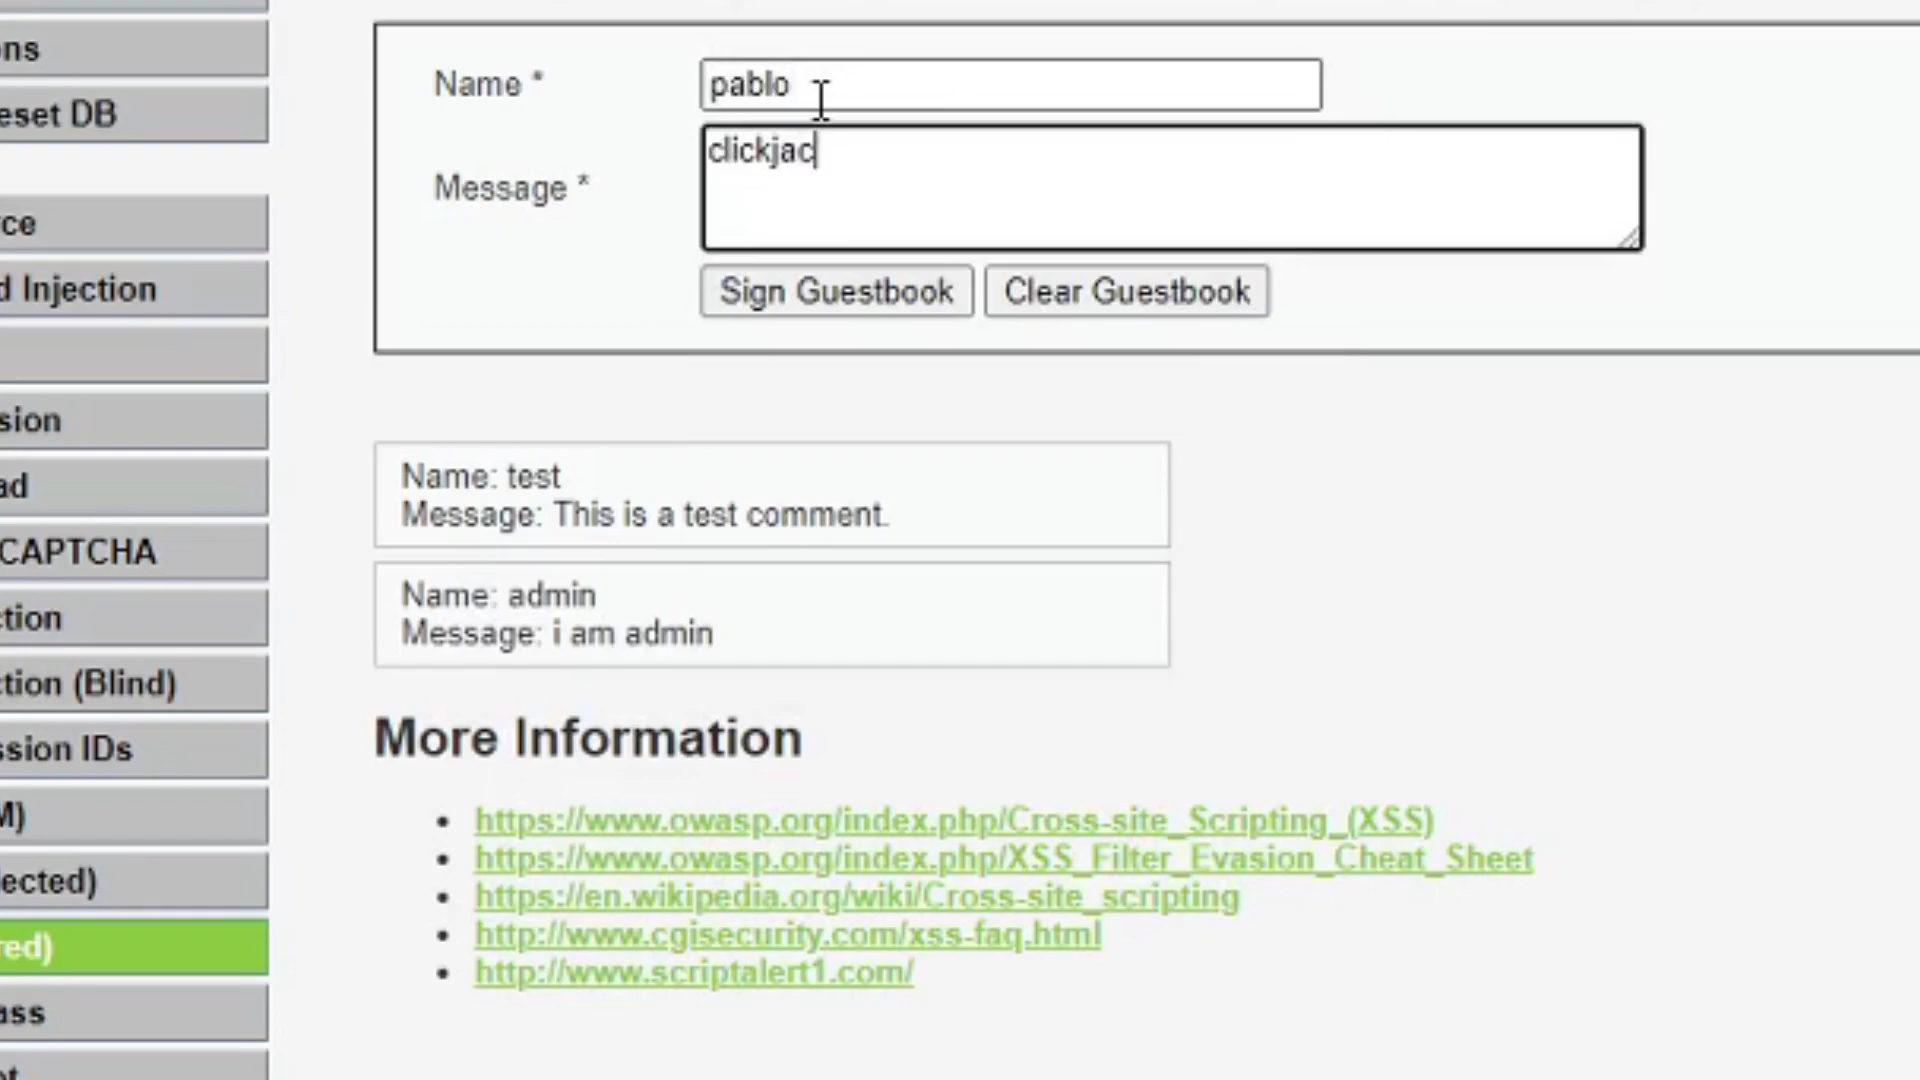 ons
eset DB
rce
d Injection
sion
ad
CAPTCHA
ction
ction (Blind)
ssion IDs
M)
lected)
red)
ass
Name * pablo
Message * clickjac
Sign Guestbook Clear Guestbook
Name: test
Message: This is a test comment.
Name: admin
Message: i am admin
More Information
• https://www.owasp.org/index.php/Cross-site_Scripting_(XSS)
• https://www.owasp.org/index.php/XSS_Filter_Evasion_Cheat_Sheet
• https://en.wikipedia.org/wiki/Cross-site_scripting
• http://www.cgisecurity.com/xss-faq.html
• http://www.scriptalert1.com/